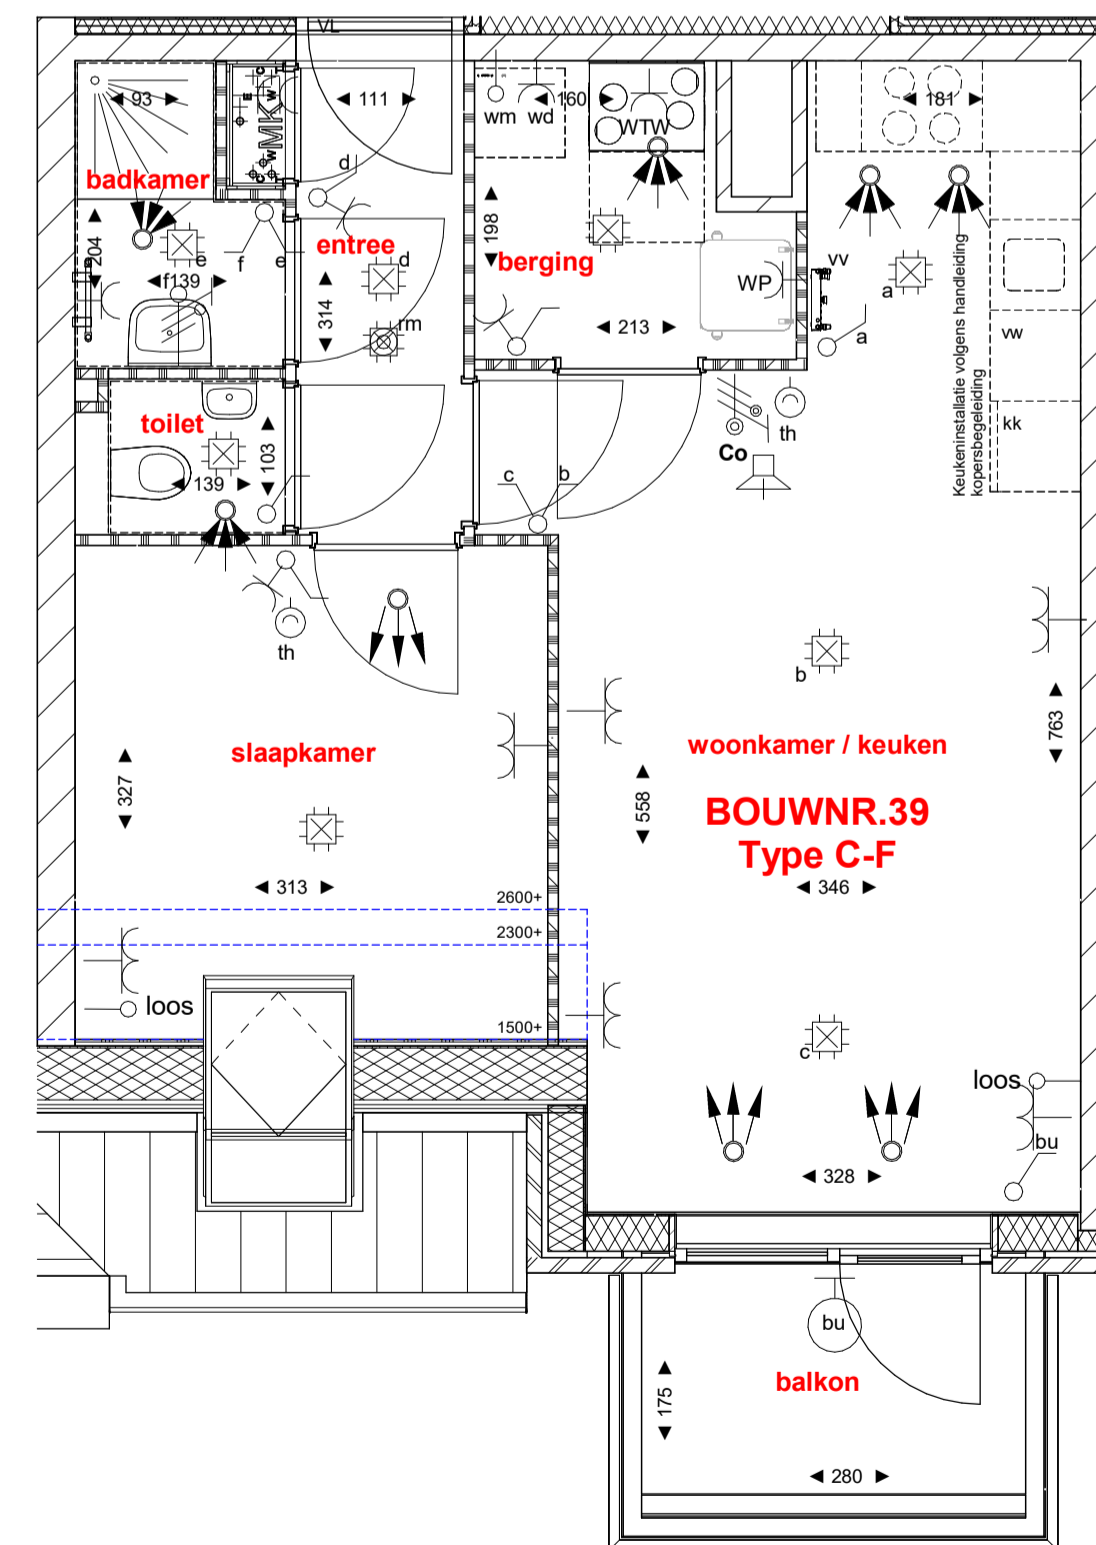 VL
93
111
160
181
wm
wd
WTW
C
E
W
MK
W
C
badkamer
d
entree
198
berging
204
e
f
e
d
f139
314
rm
213
WP
vv
a
a
Keukeninstallatie volgens handleiding
kopersbegeleiding
vw
kk
toilet
103
139
Co
th
c
b
th
b
763
slaapkamer
woonkamer / keuken
327
558
BOUWNR.39
Type C-F
313
346
2600+
2300+
loos
1500+
c
loos
bu
328
bu
balkon
175
280